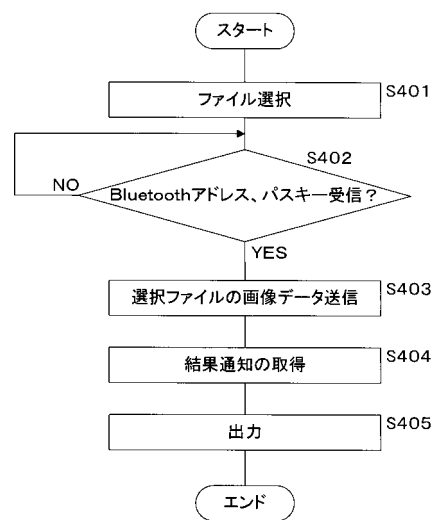 スタート
ファイル選択
S401
S402
NO
Bluetoothアドレス、パスキー受信？
YES
選択ファイルの画像データ送信
S403
結果通知の取得
S404
出力
S405
エンド